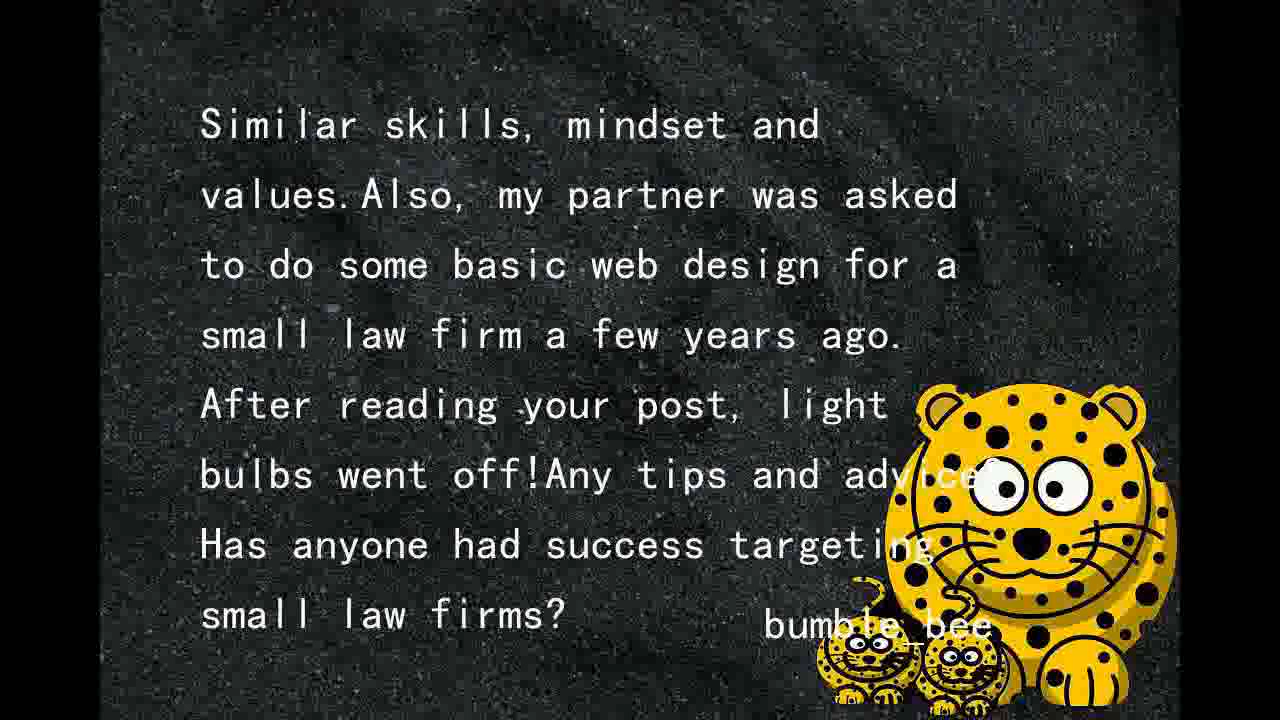 Similar skills, mindset and
values.Also, my partner was asked
to do some basic web design for a
small law firm a few years ago.
After reading your post, light
bulbs went off!Any tips and advice?
Has anyone had success targeting
small law firms?
bumble_bee